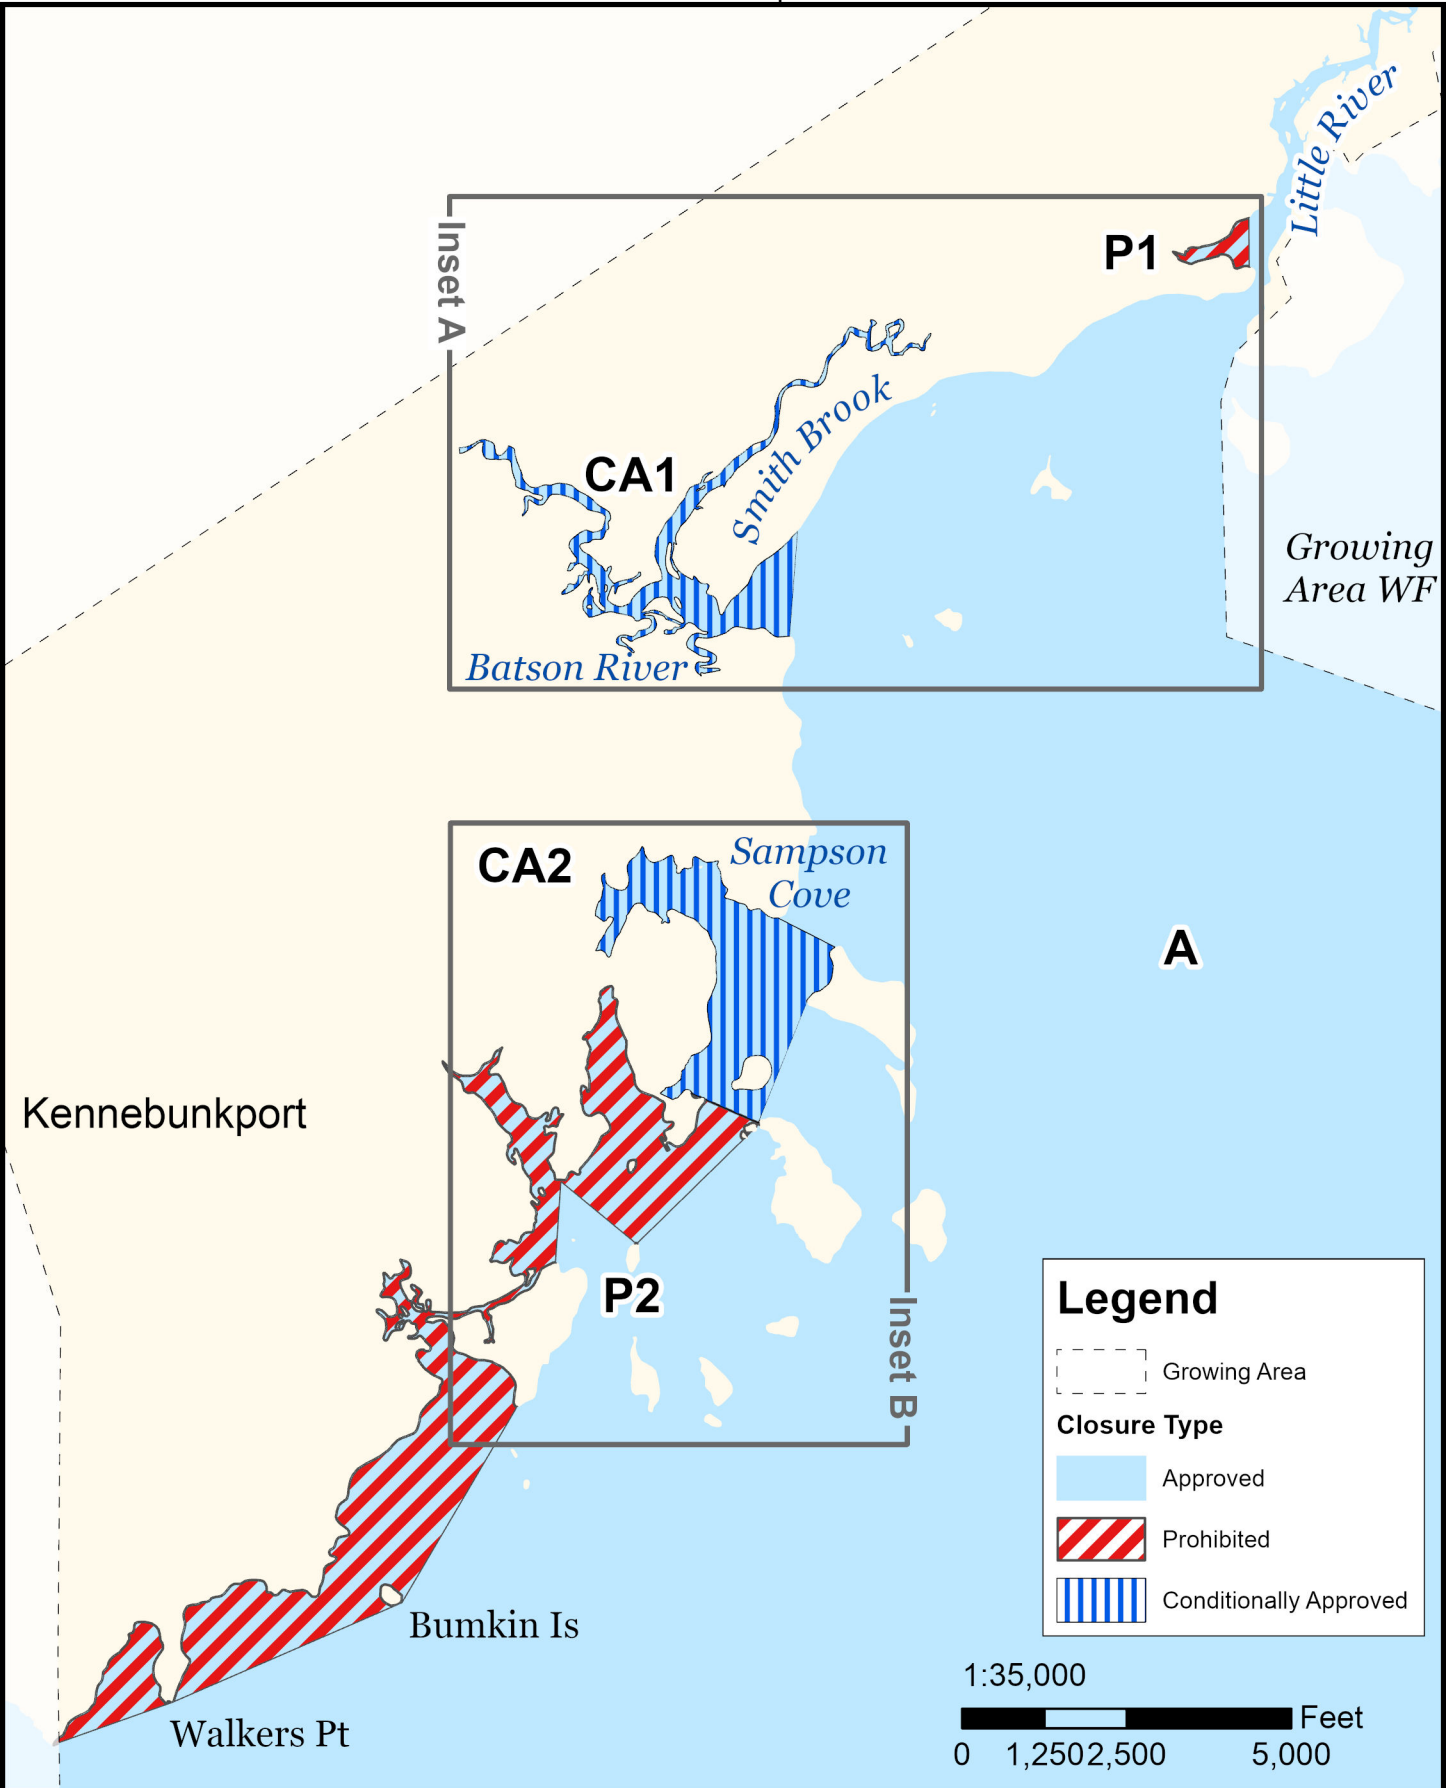 Little River
Inset A
P1
Smith Brook
CA1
Growing
Area WF
Batson River
CA2
Sampson
Cove
A
Kennebunkport
P2
Inset B
Legend
Growing Area
Closure Type
Approved
Prohibited
Conditionally Approved
Bumkin Is
Walkers Pt
1:35,000
Feet
0 1,250 2,500 5,000